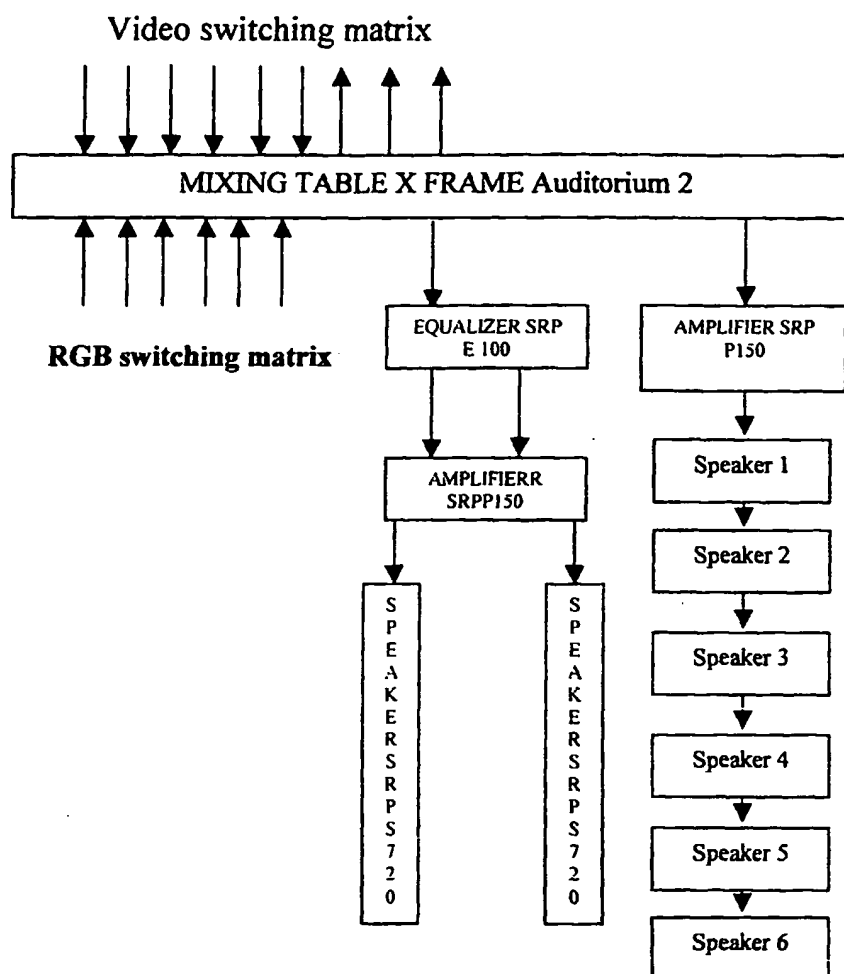 Video switching matrix
MIXING TABLE X FRAME Auditorium 2
RGB switching matrix
EQUALIZER SRP
E 100
AMPLIFIER SRP
P150
AMPLIFIERR
SRPP150
SPEAKERSRPS720
SPEAKERSRPS720
Speaker 1
Speaker 2
Speaker 3
Speaker 4
Speaker 5
Speaker 6